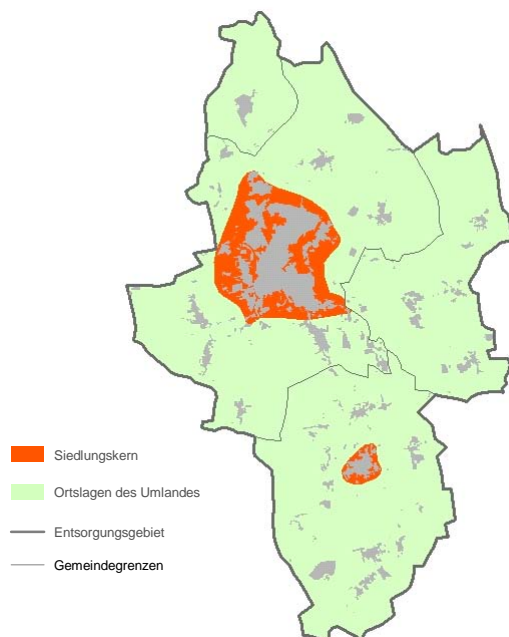 Siedlungskern
Ortslagen des Umlandes
Entsorgungsgebiet
Gemeindegrenzen